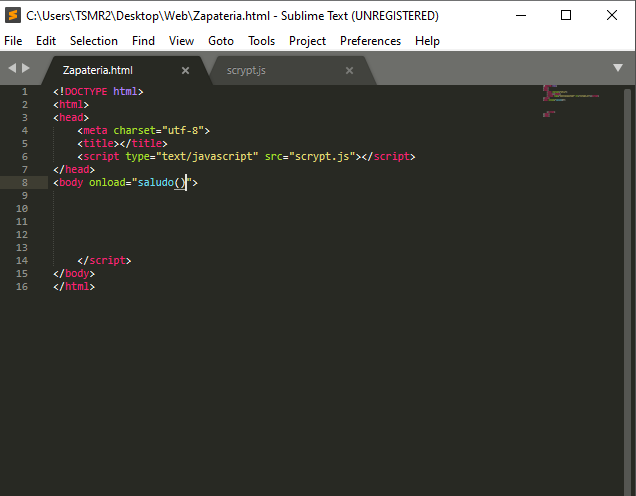 C:\Users\TSMR2\Desktop\Web\Zapateria.html - Sublime Text (UNREGISTERED)
File Edit Selection Find View Goto Tools Project Preferences Help
Zapateria.html scrypt.js
1 <!DOCTYPE html>
2 <html>
3 <head>
4 <meta charset="utf-8">
5 <title></title>
6 <script type="text/javascript" src="scrypt.js"></script>
7 </head>
8 <body onload="saludo()">
9
10
11
12
13
14 </script>
15 </body>
16 </html>